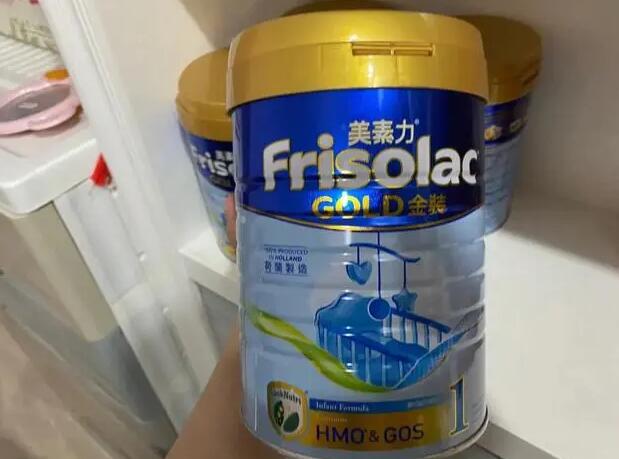 美素力
Frisolac
GOLD 金裝
100% PRODUCED
IN HOLLAND
荷蘭製造
LockNutri
Infant Formula
1
HMO & GOS